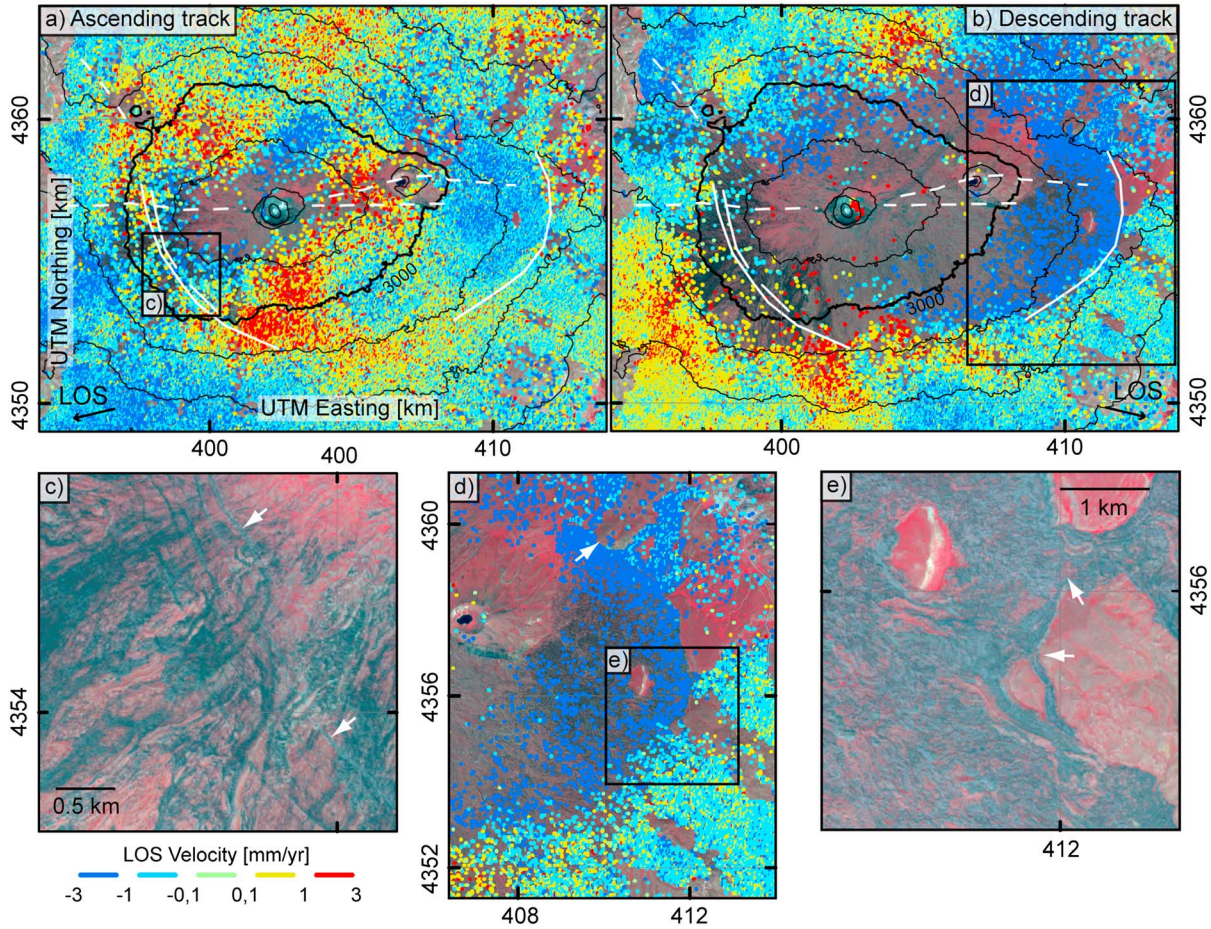 a) Ascending track
b) Descending track
4360
d)
4360
UTM Northing [km]
c)
3000
3000
4350
LOS
UTM Easting [km]
LOS
4350
400
405
410
400
410
400
c)
d)
e)
1 km
4360
4356
4354
e)
4356
0.5 km
4352
412
LOS Velocity [mm/yr]
-3 -1 -0,1 0,1 1 3
408
412